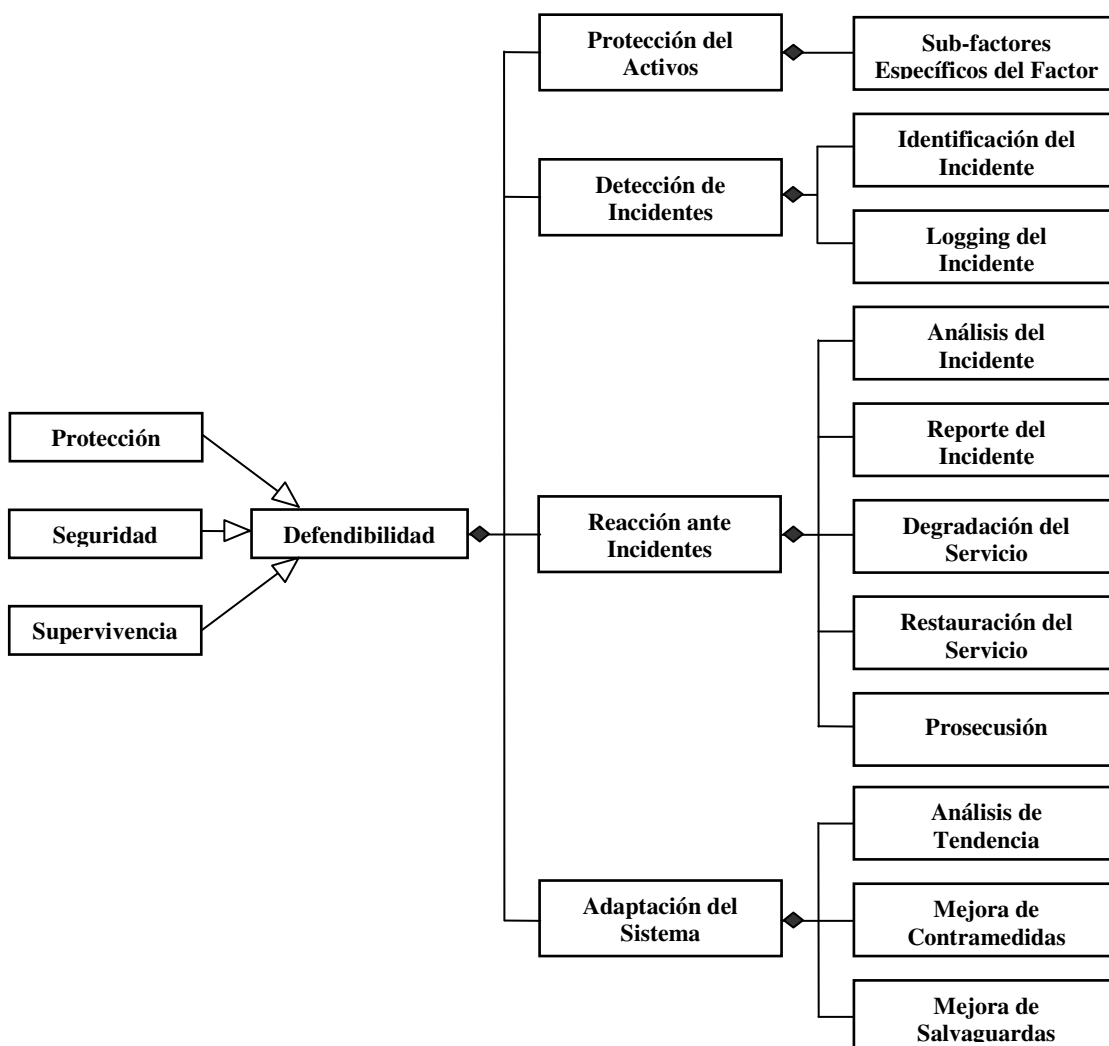 Protección del
Activos
Sub-factores
Específicos del Factor
Identificación del
Incidente
Detección de
Incidentes
Logging del
Incidente
Análisis del
Incidente
Reporte del
Incidente
Protección
Seguridad
Supervivencia
Defendibilidad
Reacción ante
Incidentes
Degradación del
Servicio
Restauración del
Servicio
Prosecusión
Análisis de
Tendencia
Adaptación del
Sistema
Mejora de
Contramedidas
Mejora de
Salvaguardas